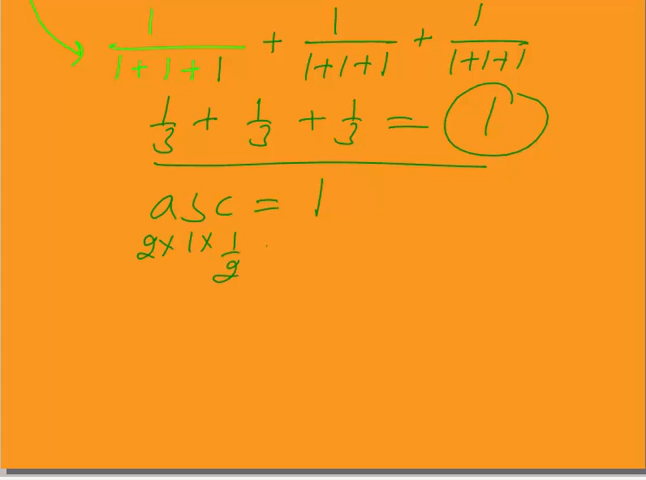 1/(1+1+1) + 1/(1+1+1) + 1/(1+1+1)
1/3 + 1/3 + 1/3 = 1
abc = 1
2 × 1 × 1/2